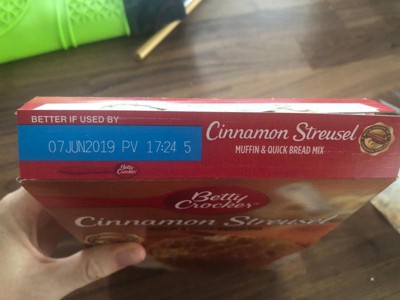 BETTER IF USED BY
07JUN2019 PV 17:24 5
Cinnamon Streusel
MUFFIN & QUICK BREAD MIX
Betty
Crocker
Betty
Crocker
Cinnamon Streusel